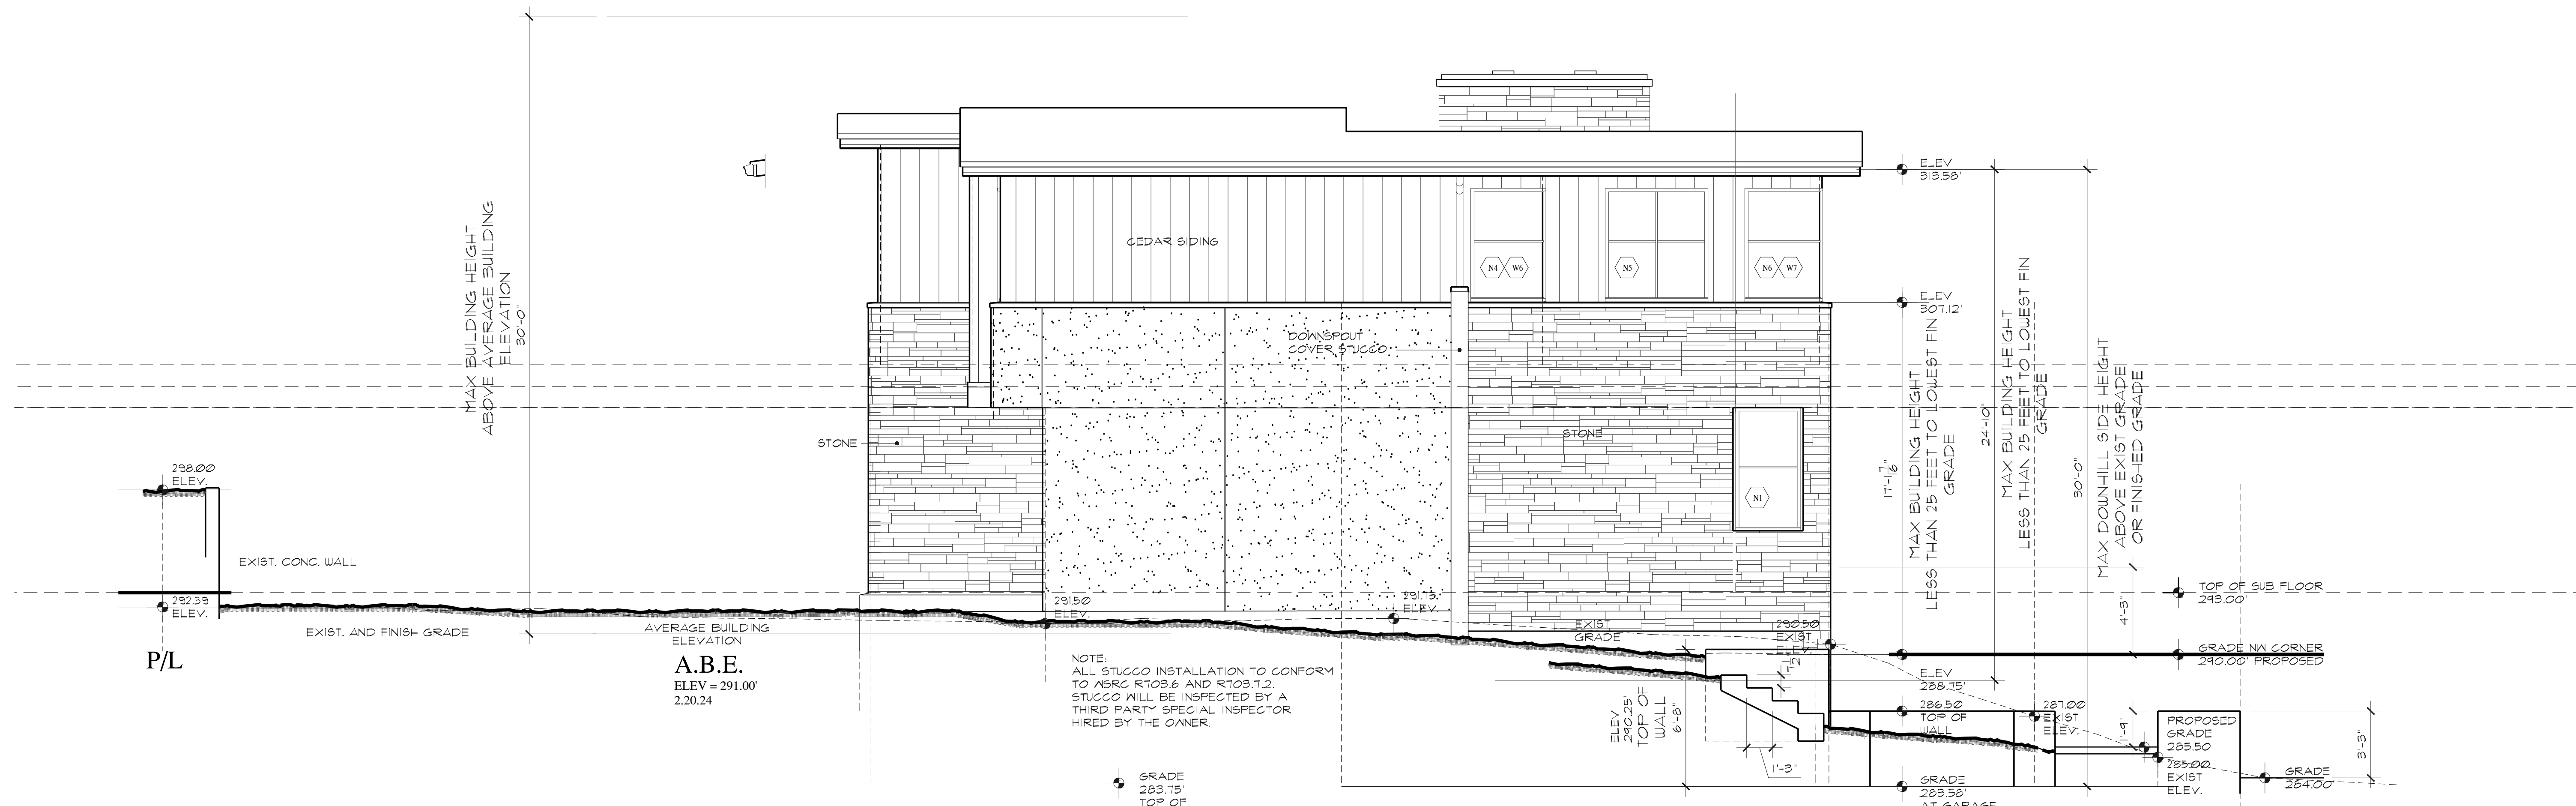 MAX BUILDING HEIGHT
ABOVE AVERAGE BUILDING
ELEVATION
30'-0"
298.00
ELEV.
EXIST. CONC. WALL
292.39
ELEV.
EXIST. AND FINISH GRADE
P/L
AVERAGE BUILDING
ELEVATION
A.B.E.
ELEV = 291.00'
2.20.24
STONE
CEDAR SIDING
DOWNSPOUT
COVER STUCCO
N4
W6
N5
N6
W7
STONE
N1
291.50
ELEV.
291.75
ELEV.
NOTE:
ALL STUCCO INSTALLATION TO CONFORM
TO WSRC R703.6 AND R703.7.2.
STUCCO WILL BE INSPECTED BY A
THIRD PARTY SPECIAL INSPECTOR
HIRED BY THE OWNER.
EXIST.
GRADE
290.50
EXIST
ELEV.
ELEV
290.25'
TOP OF
WALL
6'-8"
1'-3"
GRADE
283.75'
TOP OF
ELEV
313.58'
ELEV
307.12'
17'-1 7/16"
MAX BUILDING HEIGHT
LESS THAN 25 FEET TO LOWEST FIN
GRADE
24'-10"
MAX BUILDING HEIGHT
LESS THAN 25 FEET TO LOWEST FIN
GRADE
30'-0"
MAX DOWNHILL SIDE HEIGHT
ABOVE EXIST GRADE
OR FINISHED GRADE
4'-3"
TOP OF SUB FLOOR
293.00'
GRADE NW CORNER
290.00' PROPOSED
ELEV
288.75'
286.50
TOP OF
WALL
287.00
EXIST
ELEV.
1'-9"
PROPOSED
GRADE
285.50'
285.00
EXIST
ELEV.
3'-3"
GRADE
284.00'
GRADE
283.58'
AT GARAGE